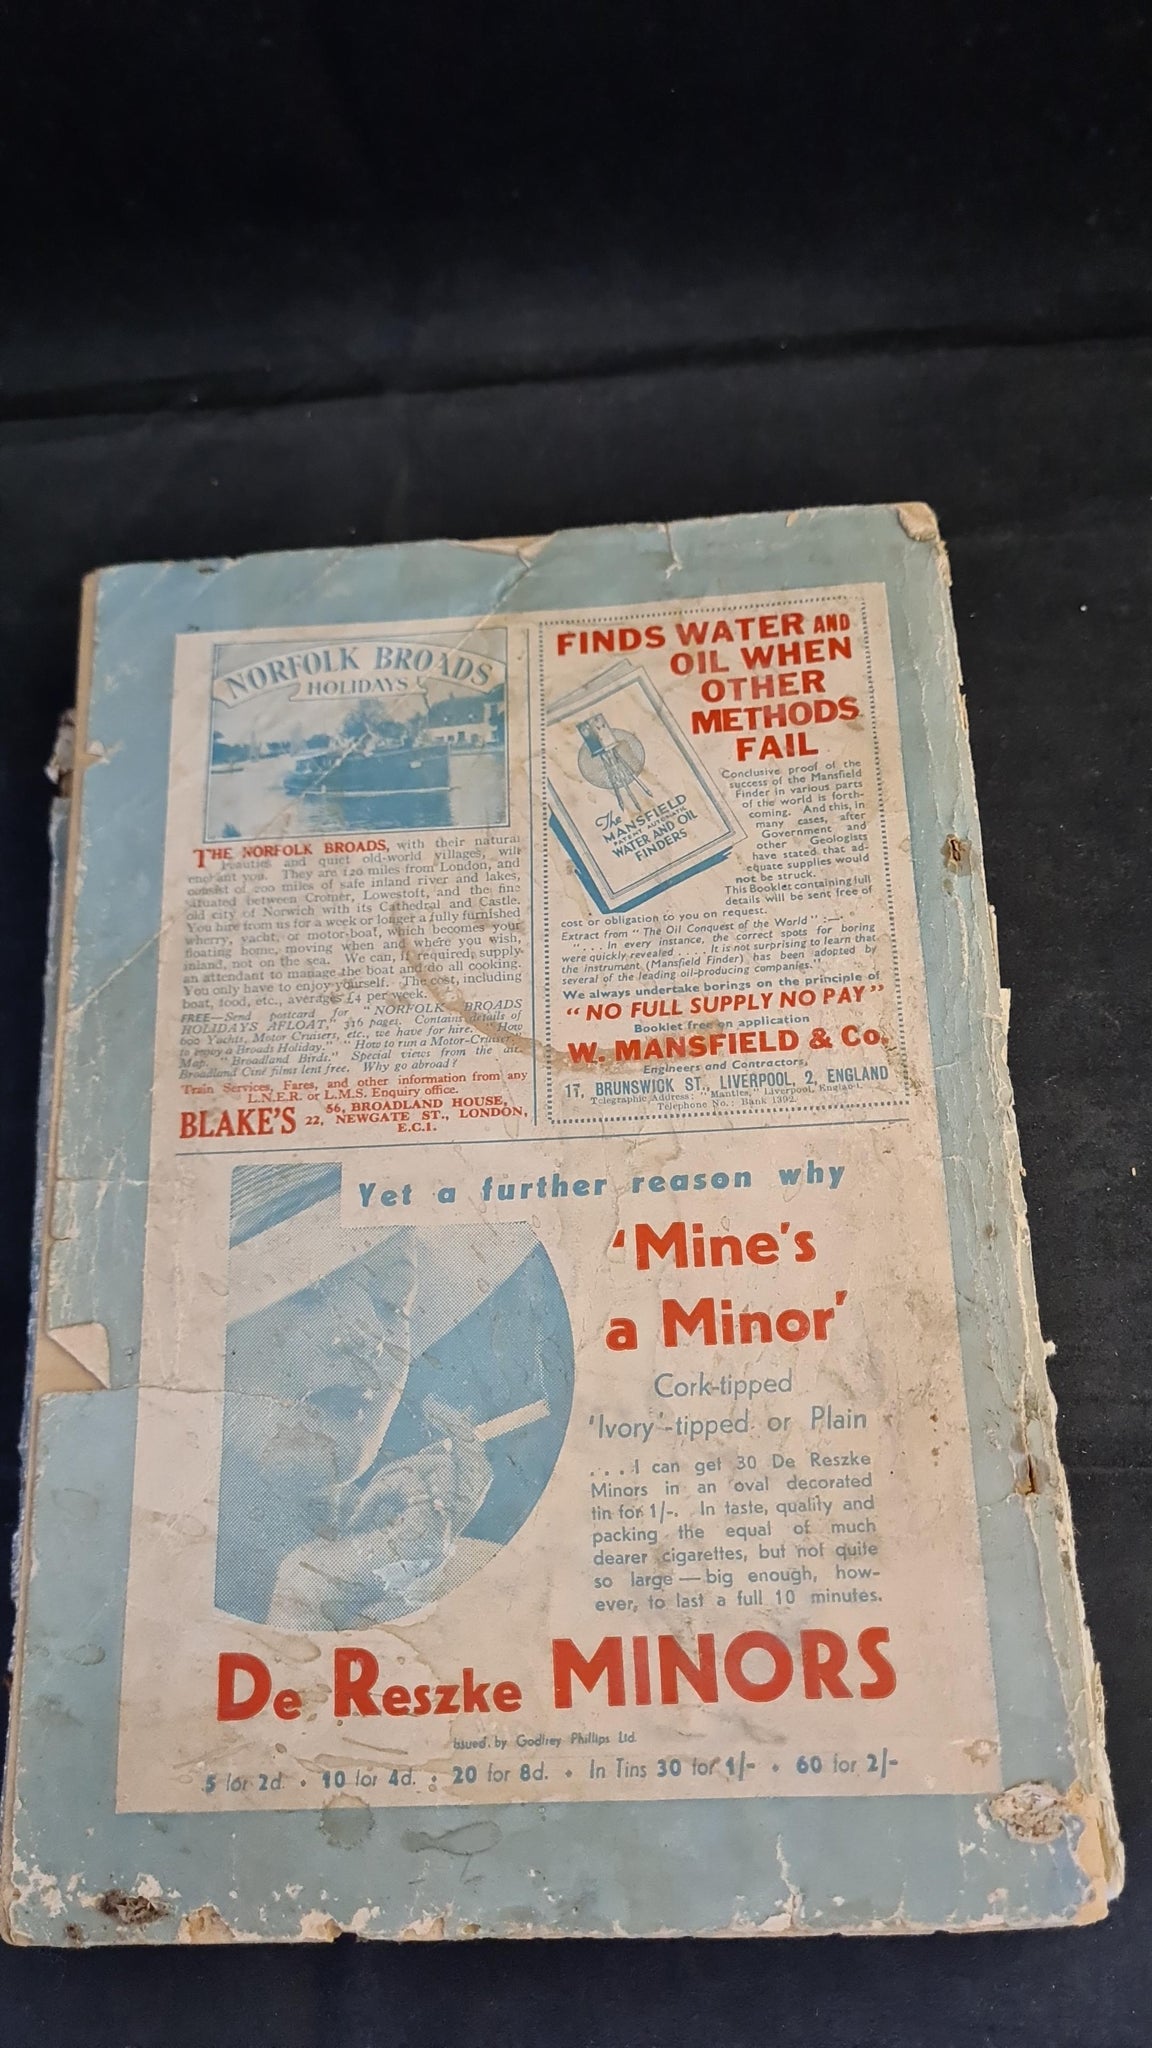 NORFOLK BROADS
HOLIDAYS
THE NORFOLK BROADS, with their natural
beauties and quiet old-world villages, will
enchant you. They are 120 miles from London, and
consist of 200 miles of safe inland river and lakes,
situated between Cromer, Lowestoft, and the fine
old city of Norwich with its Cathedral and Castle.
You hire from us for a week or longer a fully furnished
wherry, yacht, or motor-boat, which becomes your
floating home, moving when and where you wish,
inland, not on the sea. We can, if required, supply
an attendant to manage the boat and do all cooking.
You only have to enjoy yourself. The cost, including
boat, food, etc., averages £4 per week.
FREE—Send postcard for "NORFOLK BROADS
HOLIDAYS AFLOAT," 316 pages. Contains details of
600 Yachts, Motor Cruisers, etc., we have for hire. "How
to enjoy a Broads Holiday." "How to run a Motor-Cruiser."
Map. "Broadland Birds." Special views from the air.
Broadland Ciné films lent free. Why go abroad?
Train Services, Fares, and other information from any
L.N.E.R. or L.M.S. Enquiry office.
BLAKE'S 56, BROADLAND HOUSE,
22, NEWGATE ST., LONDON,
E.C.1.
FINDS WATER AND
OIL WHEN
OTHER
METHODS
FAIL
The
MANSFIELD
PATENT AUTOMATIC
WATER AND OIL
FINDERS
Conclusive proof of the
success of the Mansfield
Finder in various parts
of the world is forth-
coming. And this, in
many cases, after
Government and
other Geologists
have stated that ad-
equate supplies would
not be struck.
This Booklet containing full
details will be sent free of
cost or obligation to you on request.
Extract from "The Oil Conquest of the World" :—
". . . In every instance, the correct spots for boring
were quickly revealed . . . . It is not surprising to learn that
the instrument (Mansfield Finder) has been adopted by
several of the leading oil-producing companies."
We always undertake borings on the principle of
"NO FULL SUPPLY NO PAY"
Booklet free on application
W. MANSFIELD & Co.
Engineers and Contractors,
17, BRUNSWICK ST., LIVERPOOL, 2, ENGLAND
Telegraphic Address: "Mantles," Liverpool, England.
Telephone No.: Bank 1392.
Yet a further reason why
'Mine's
a Minor'
Cork-tipped
'Ivory'-tipped or Plain
. . . I can get 30 De Reszke
Minors in an oval decorated
tin for 1/-. In taste, quality and
packing the equal of much
dearer cigarettes, but not quite
so large — big enough, how-
ever, to last a full 10 minutes.
De Reszke MINORS
Issued by Godfrey Phillips Ltd.
5 for 2d. • 10 for 4d. • 20 for 8d. • In Tins 30 for 1/- • 60 for 2/-